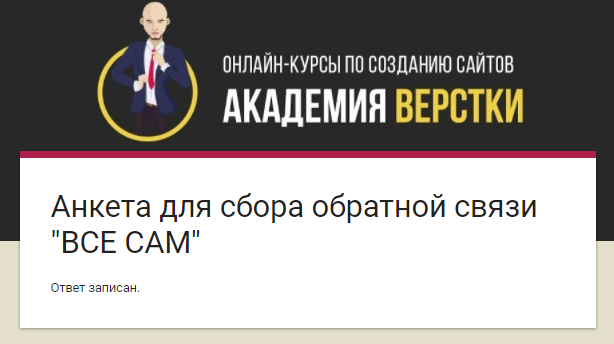 ОНЛАЙН-КУРСЫ ПО СОЗДАНИЮ САЙТОВ
АКАДЕМИЯ ВЕРСТКИ
Анкета для сбора обратной связи
"ВСЕ САМ"
Ответ записан.